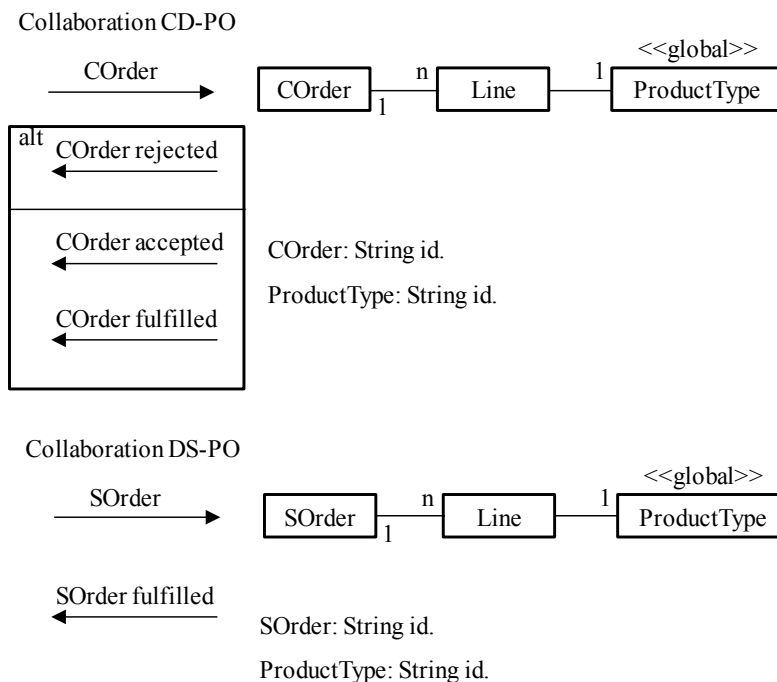 Collaboration CD-PO
<<global>>
COrder
COrder 1 n Line 1 ProductType
alt
COrder rejected
COrder accepted
COrder: String id.
ProductType: String id.
COrder fulfilled
Collaboration DS-PO
<<global>>
SOrder
SOrder 1 n Line 1 ProductType
SOrder fulfilled
SOrder: String id.
ProductType: String id.